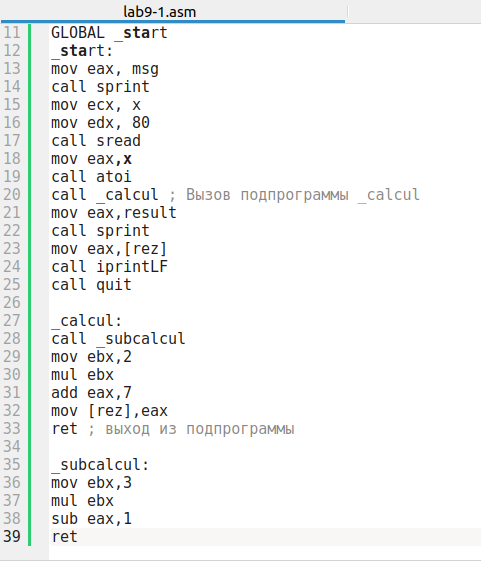 lab9-1.asm
11 GLOBAL _start
12 _start:
13 mov eax, msg
14 call sprint
15 mov ecx, x
16 mov edx, 80
17 call sread
18 mov eax,x
19 call atoi
20 call _calcul ; Вызов подпрограммы _calcul
21 mov eax,result
22 call sprint
23 mov eax,[rez]
24 call iprintLF
25 call quit
26
27 _calcul:
28 call _subcalcul
29 mov ebx,2
30 mul ebx
31 add eax,7
32 mov [rez],eax
33 ret ; выход из подпрограммы
34
35 _subcalcul:
36 mov ebx,3
37 mul ebx
38 sub eax,1
39 ret